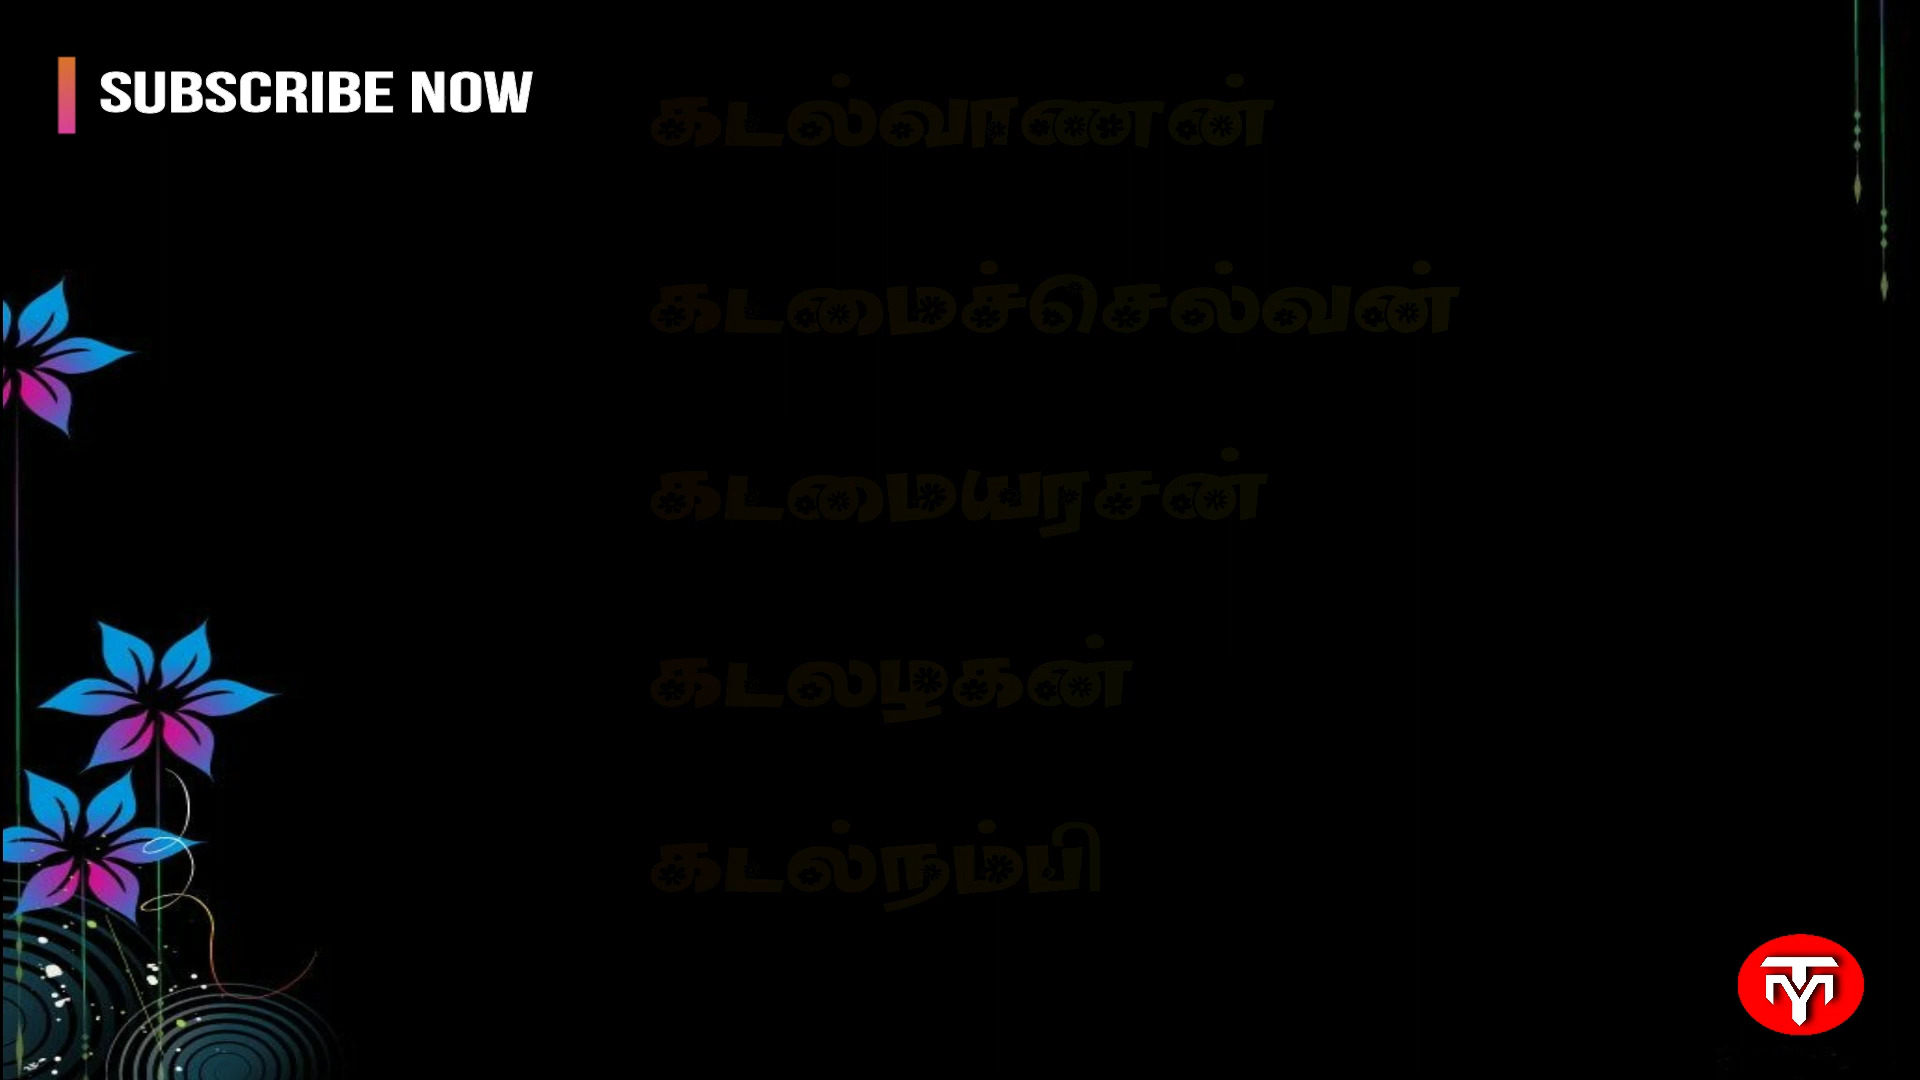 SUBSCRIBE NOW
கடல்வாணன்
கடமைச்செல்வன்
கடமையரசன்
கடலழகன்
கடல்நம்பி